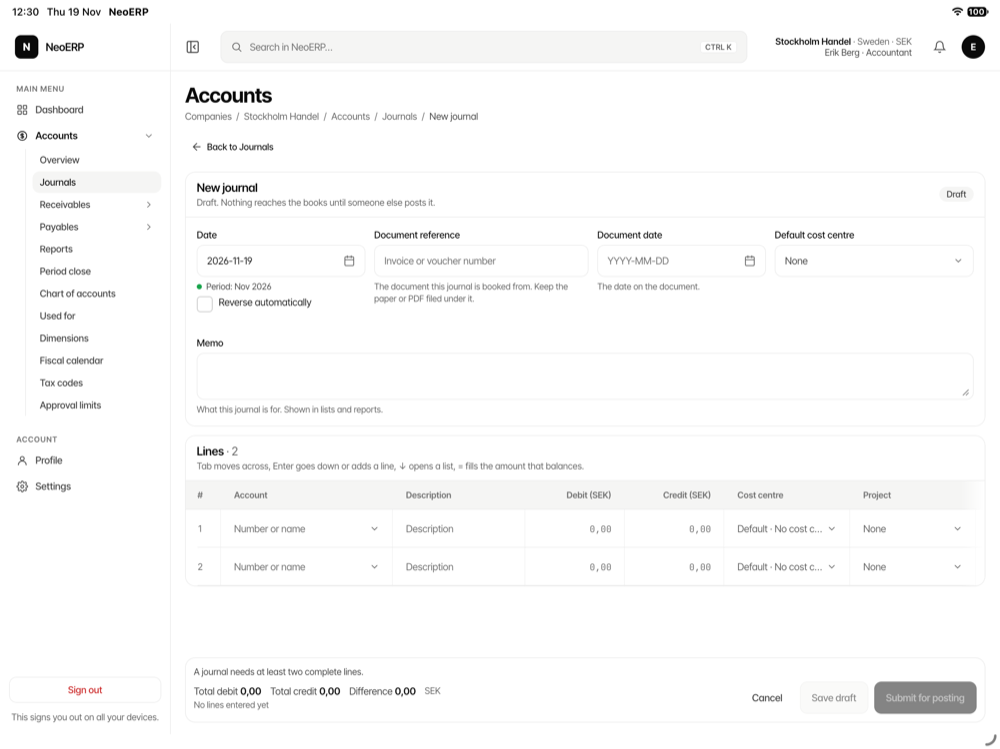 12:30 Thu 19 Nov NeoERP
100
N NeoERP
Search in NeoERP...
CTRL K
Stockholm Handel · Sweden · SEK
Erik Berg · Accountant
E
MAIN MENU
Dashboard
Accounts
Overview
Journals
Receivables
Payables
Reports
Period close
Chart of accounts
Used for
Dimensions
Fiscal calendar
Tax codes
Approval limits
ACCOUNT
Profile
Settings
Sign out
This signs you out on all your devices.
Accounts
Companies / Stockholm Handel / Accounts / Journals / New journal
Back to Journals
New journal
Draft. Nothing reaches the books until someone else posts it.
Draft
Date
Document reference
Document date
Default cost centre
2026-11-19
Invoice or voucher number
YYYY-MM-DD
None
Period: Nov 2026
The document this journal is booked from. Keep the
paper or PDF filed under it.
The date on the document.
Reverse automatically
Memo
What this journal is for. Shown in lists and reports.
Lines · 2
Tab moves across, Enter goes down or adds a line, ↓ opens a list, = fills the amount that balances.
# Account Description Debit (SEK) Credit (SEK) Cost centre Project
1 Number or name Description 0,00 0,00 Default · No cost c... None
2 Number or name Description 0,00 0,00 Default · No cost c... None
A journal needs at least two complete lines.
Total debit 0,00 Total credit 0,00 Difference 0,00 SEK
No lines entered yet
Cancel
Save draft
Submit for posting